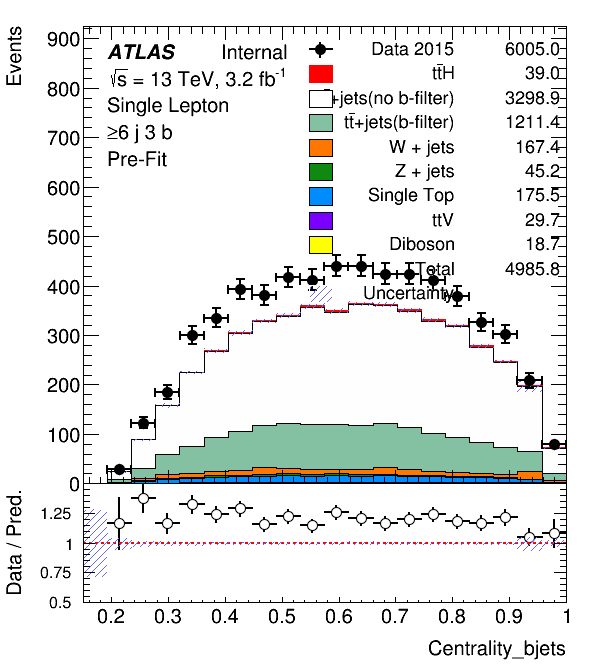 Events
900
800
700
600
500
400
300
200
100
0
ATLAS Internal
√s = 13 TeV, 3.2 fb-1
Single Lepton
≥6 j 3 b
Pre-Fit
Data 2015 6005.0
tt̄H 39.0
+jets(no b-filter) 3298.9
tt̄+jets(b-filter) 1211.4
W + jets 167.4
Z + jets 45.2
Single Top 175.5
ttV 29.7
Diboson 18.7
Total 4985.8
Uncertainty
Data / Pred.
1.25
1
0.75
0.5
0.2 0.3 0.4 0.5 0.6 0.7 0.8 0.9 1
Centrality_bjets